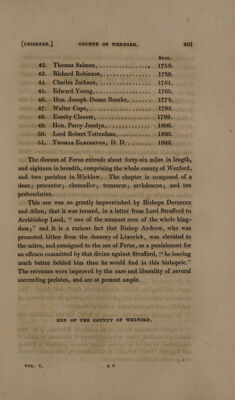 [LEINSTER.] COUNTY OF WEXFORD. 401
Succ.
42. Thomas Salmon, 1758.
43. Richard Robinson, 1759.
44. Charles Jackson, 1761.
45. Edward Young, 1765.
46. Hon. Joseph Deane Bourke, 1772.
47. Walter Cope, 1782.
48. Euseby Cleaver, 1789.
49. Hon. Percy Jocelyn, 1809.
50. Lord Robert Tottenham, 1820.
51. THOMAS ELRINGTON, D. D. 1822.
The diocess of Ferns extends about forty-six miles in length,
and eighteen in breadth, comprising the whole county of Wexford,
and two parishes in Wicklow. The chapter is composed of a
dean; precentor; chancellor; treasurer; archdeacon; and ten
prebendaries.
This see was so greatly impoverished by Bishops Devereux
and Allen, that it was termed, in a letter from Lord Strafford to
Archbishop Laud, " one of the meanest sees of the whole king-
dom;" and it is a curious fact that Bishop Andrew, who was
promoted hither from the deanery of Limerick, was elevated to
the mitre, and consigned to the see of Ferns, as a punishment for
an offence committed by that divine against Strafford, " he leaving
much better behind him than he would find in this bishopric."
The revenues were improved by the care and liberality of several
succeeding prelates, and are at present ample.
END OF THE COUNTY OF WEXFORD.
VOL. I.